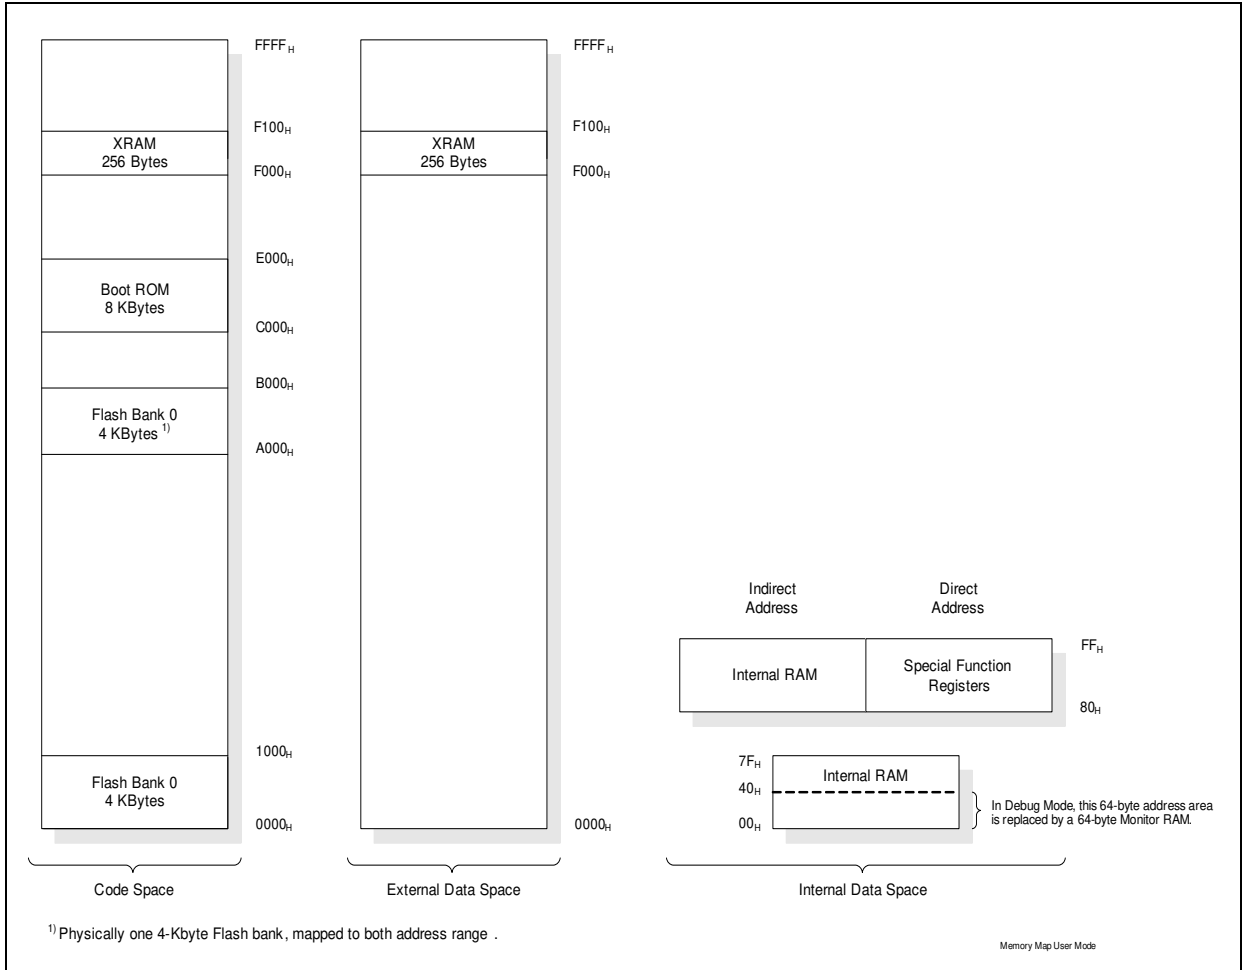 FFFFH
F100H
XRAM
256 Bytes
F000H
E000H
Boot ROM
8 KBytes
C000H
B000H
Flash Bank 0
4 KBytes 1)
A000H
1000H
Flash Bank 0
4 KBytes
0000H
Code Space
FFFFH
F100H
XRAM
256 Bytes
F000H
0000H
External Data Space
Indirect
Address
Direct
Address
Internal RAM
Special Function
Registers
FFH
80H
7FH
Internal RAM
40H
00H
In Debug Mode, this 64-byte address area
is replaced by a 64-byte Monitor RAM.
Internal Data Space
1) Physically one 4-Kbyte Flash bank, mapped to both address range .
Memory Map User Mode